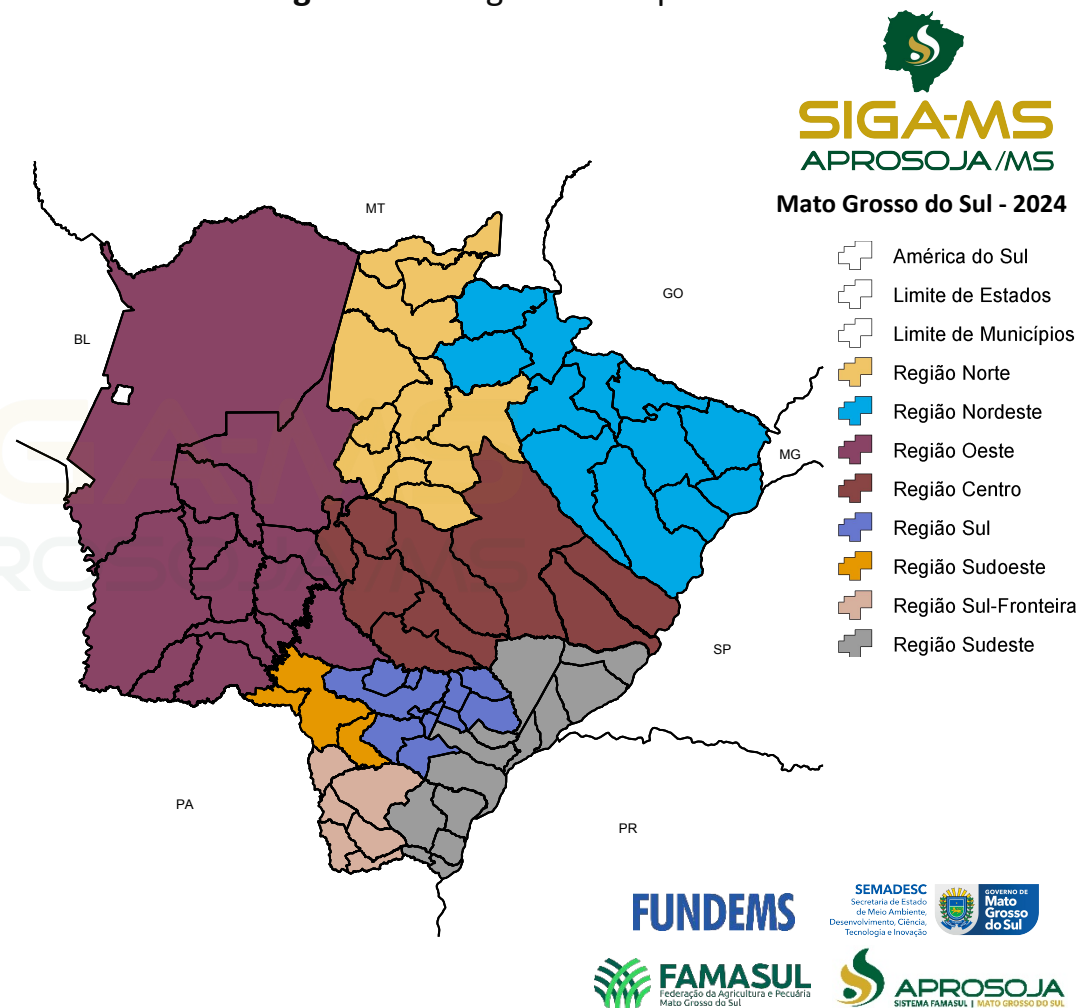 SIGA-MS
APROSOJA/MS
Mato Grosso do Sul - 2024
América do Sul
Limite de Estados
Limite de Municípios
Região Norte
Região Nordeste
Região Oeste
Região Centro
Região Sul
Região Sudoeste
Região Sul-Fronteira
Região Sudeste
MT
GO
BL
MG
SP
PA
PR
FUNDEMS
SEMADESC
Secretaria de Estado
de Meio Ambiente,
Desenvolvimento, Ciência,
Tecnologia e Inovação
GOVERNO DE
Mato
Grosso
do Sul
FAMASUL
Federação da Agricultura e Pecuária
Mato Grosso do Sul
APROSOJA
SISTEMA FAMASUL | MATO GROSSO DO SUL